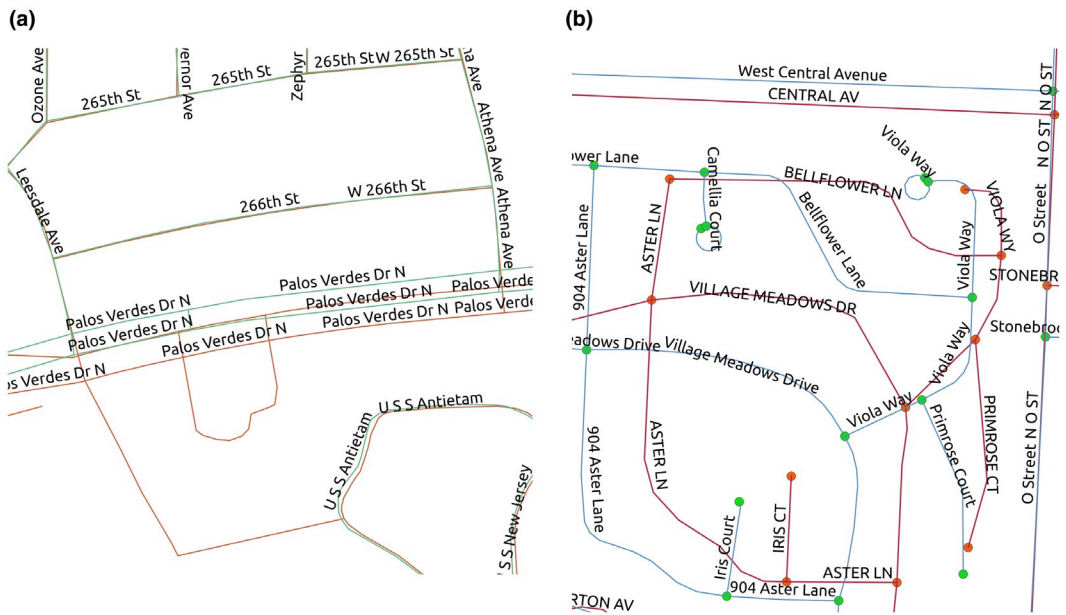 (a)
(b)
Ozone Ave
ernor Ave
Zephyr
265th St
265th St
265th St
W 265th St
na Ave
Athena Ave
Athena Ave
Leesdale Ave
266th St
W 266th St
Palos Verdes Dr N
Palos Verdes Dr N
Palos Verdes Dr N
Palos Verdes Dr N
Palos Verdes Dr N
Palos Verdes Dr N
Palos Verde
Palos Verde
os Verdes Dr N
U S S Antietam
U S S Antietam
S S New Jersey
West Central Avenue
CENTRAL AV
N O ST
N O ST
ower Lane
Camellia Court
Viola Way
BELLFLOWER LN
VIOLA WY
O Street
ASTER LN
904 Aster Lane
Bellflower Lane
Viola Way
STONEBR
VILLAGE MEADOWS DR
Stonebroo
eadows Drive
Village Meadows Drive
Viola Way
Viola Way
904 Aster Lane
ASTER LN
Primrose Court
PRIMROSE CT
O Street
N O ST
Iris Court
IRIS CT
ASTER LN
904 Aster Lane
RTON AV